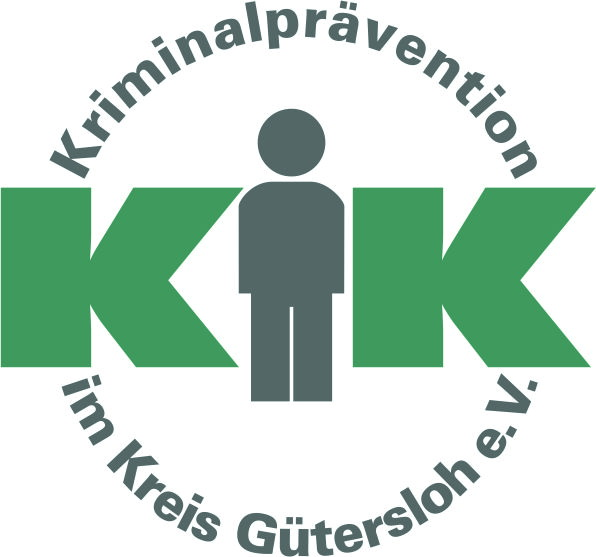 Kriminalprävention
KiK
im Kreis Gütersloh e.V.